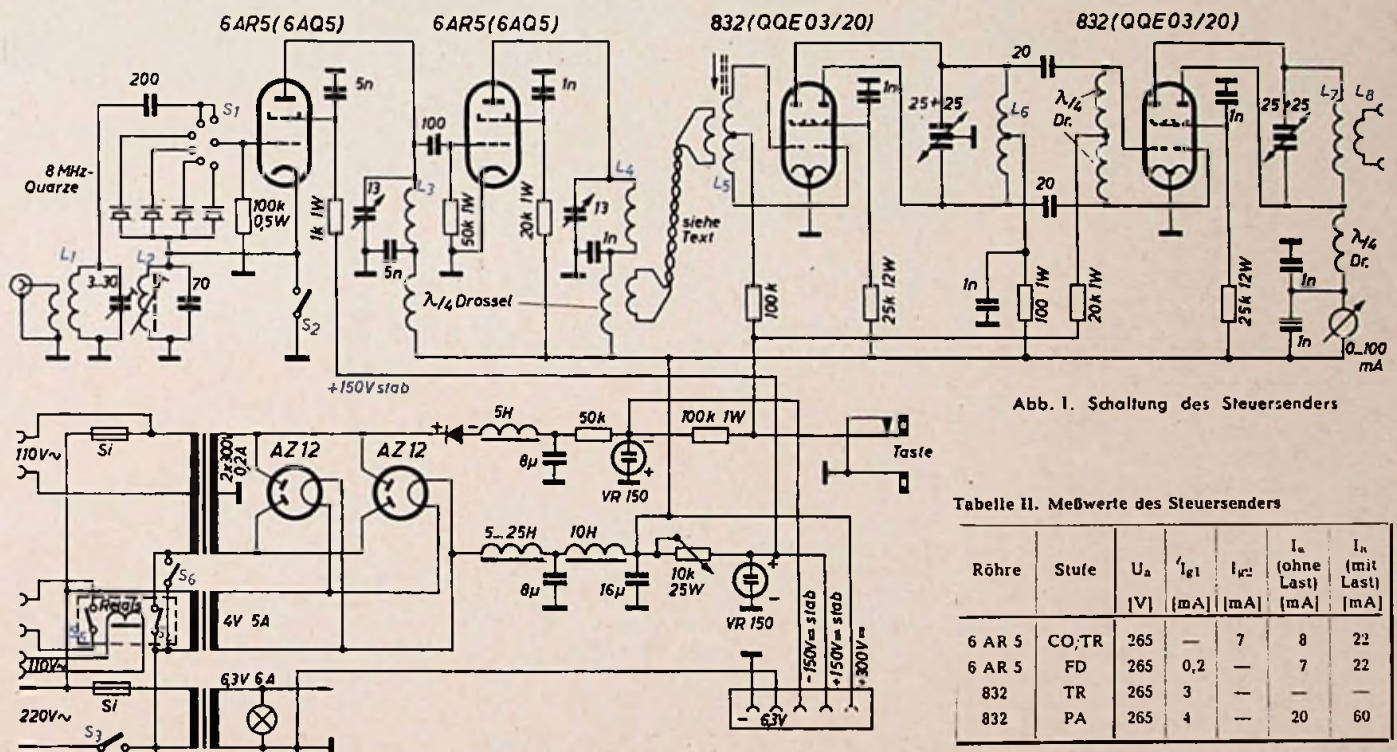 6AR5(6AQ5)
6AR5(6AQ5)
832(QQE03/20)
832(QQE03/20)
200
S1
5n
1n
100
1n
25+25
20
L6
λ/4
Dr.
1n
25+25
L7
L8
8 MHz-
Quarze
100k
0,5W
1k 1W
13
L3
50k 1W
20k 1W
13
L4
L5
siehe
Text
20
L1
3...30
L2
70
S2
5n
1n
λ/4 Drossel
100k
25k 12W
1n
100 1W
20k 1W
25k 12W
λ/4
Dr.
1n
1n
0...100
mA
+150V stab
Abb. 1. Schaltung des Steuersenders
110V~
Si
2x300V
0,2A
AZ12
AZ12
+
-
5H
8µ
50k
-
+
VR 150
100k 1W
Taste
5...25H
10H
8µ
16µ
10k
25W
+
-
VR 150
S6
Relais
S5
4V 5A
110V~
Si
6,3V 6A
220V~
S3
-150V= stab
+150V= stab
+300V=
- 6,3V
Tabelle II. Meßwerte des Steuersenders
Röhre Stufe Ua [V] Ig1 [mA] Ig2 [mA] Ia (ohne Last) [mA] Ia (mit Last) [mA]
6 AR 5 CO/TR 265 — 7 8 22
6 AR 5 FD 265 0,2 — 7 22
832 TR 265 3 — — —
832 PA 265 4 — 20 60